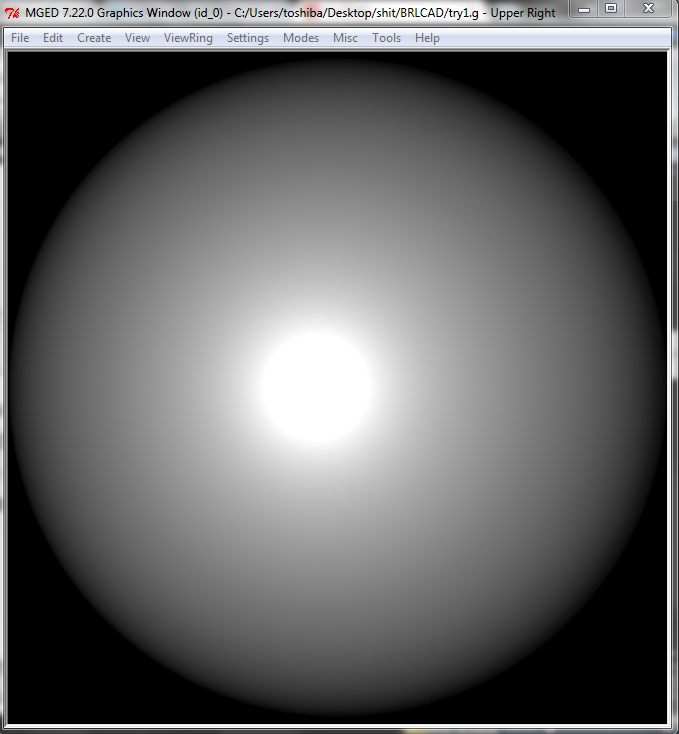 MGED 7.22.0 Graphics Window (id_0) - C:/Users/toshiba/Desktop/shit/BRLCAD/try1.g - Upper Right
File Edit Create View ViewRing Settings Modes Misc Tools Help